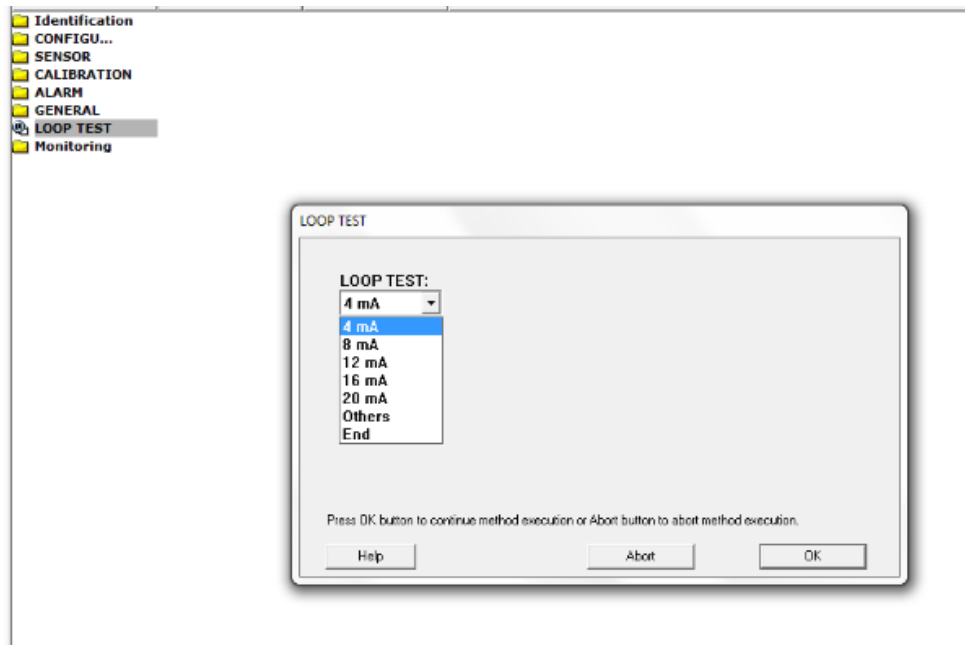 Identification
CONFIGU...
SENSOR
CALIBRATION
ALARM
GENERAL
LOOP TEST
Monitoring
LOOP TEST
LOOP TEST:
4 mA
4 mA
8 mA
12 mA
16 mA
20 mA
Others
End
Press OK button to continue method execution or Abort button to abort method execution.
Help
Abort
OK